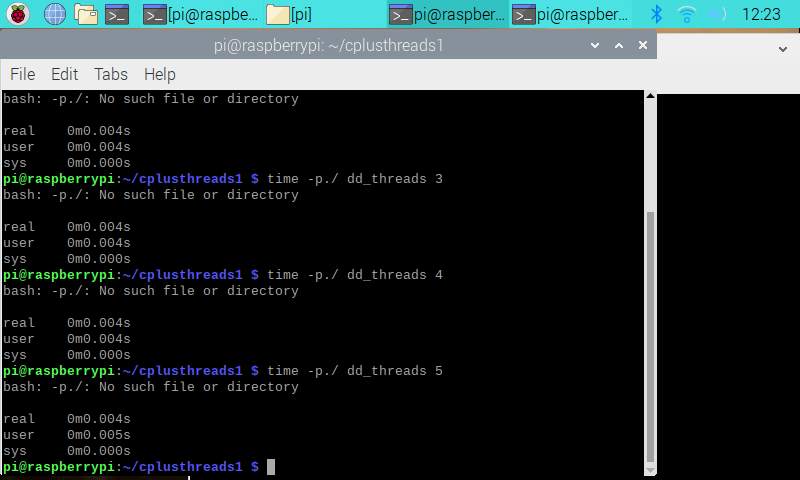 [pi@raspbe...
[pi]
pi@raspber...
pi@raspber...
12:23
pi@raspberrypi: ~/cplusthreads1
File Edit Tabs Help
bash: -p./: No such file or directory
real 0m0.004s
user 0m0.004s
sys 0m0.000s
pi@raspberrypi:~/cplusthreads1 $ time -p./ dd_threads 3
bash: -p./: No such file or directory
real 0m0.004s
user 0m0.004s
sys 0m0.000s
pi@raspberrypi:~/cplusthreads1 $ time -p./ dd_threads 4
bash: -p./: No such file or directory
real 0m0.004s
user 0m0.004s
sys 0m0.000s
pi@raspberrypi:~/cplusthreads1 $ time -p./ dd_threads 5
bash: -p./: No such file or directory
real 0m0.004s
user 0m0.005s
sys 0m0.000s
pi@raspberrypi:~/cplusthreads1 $